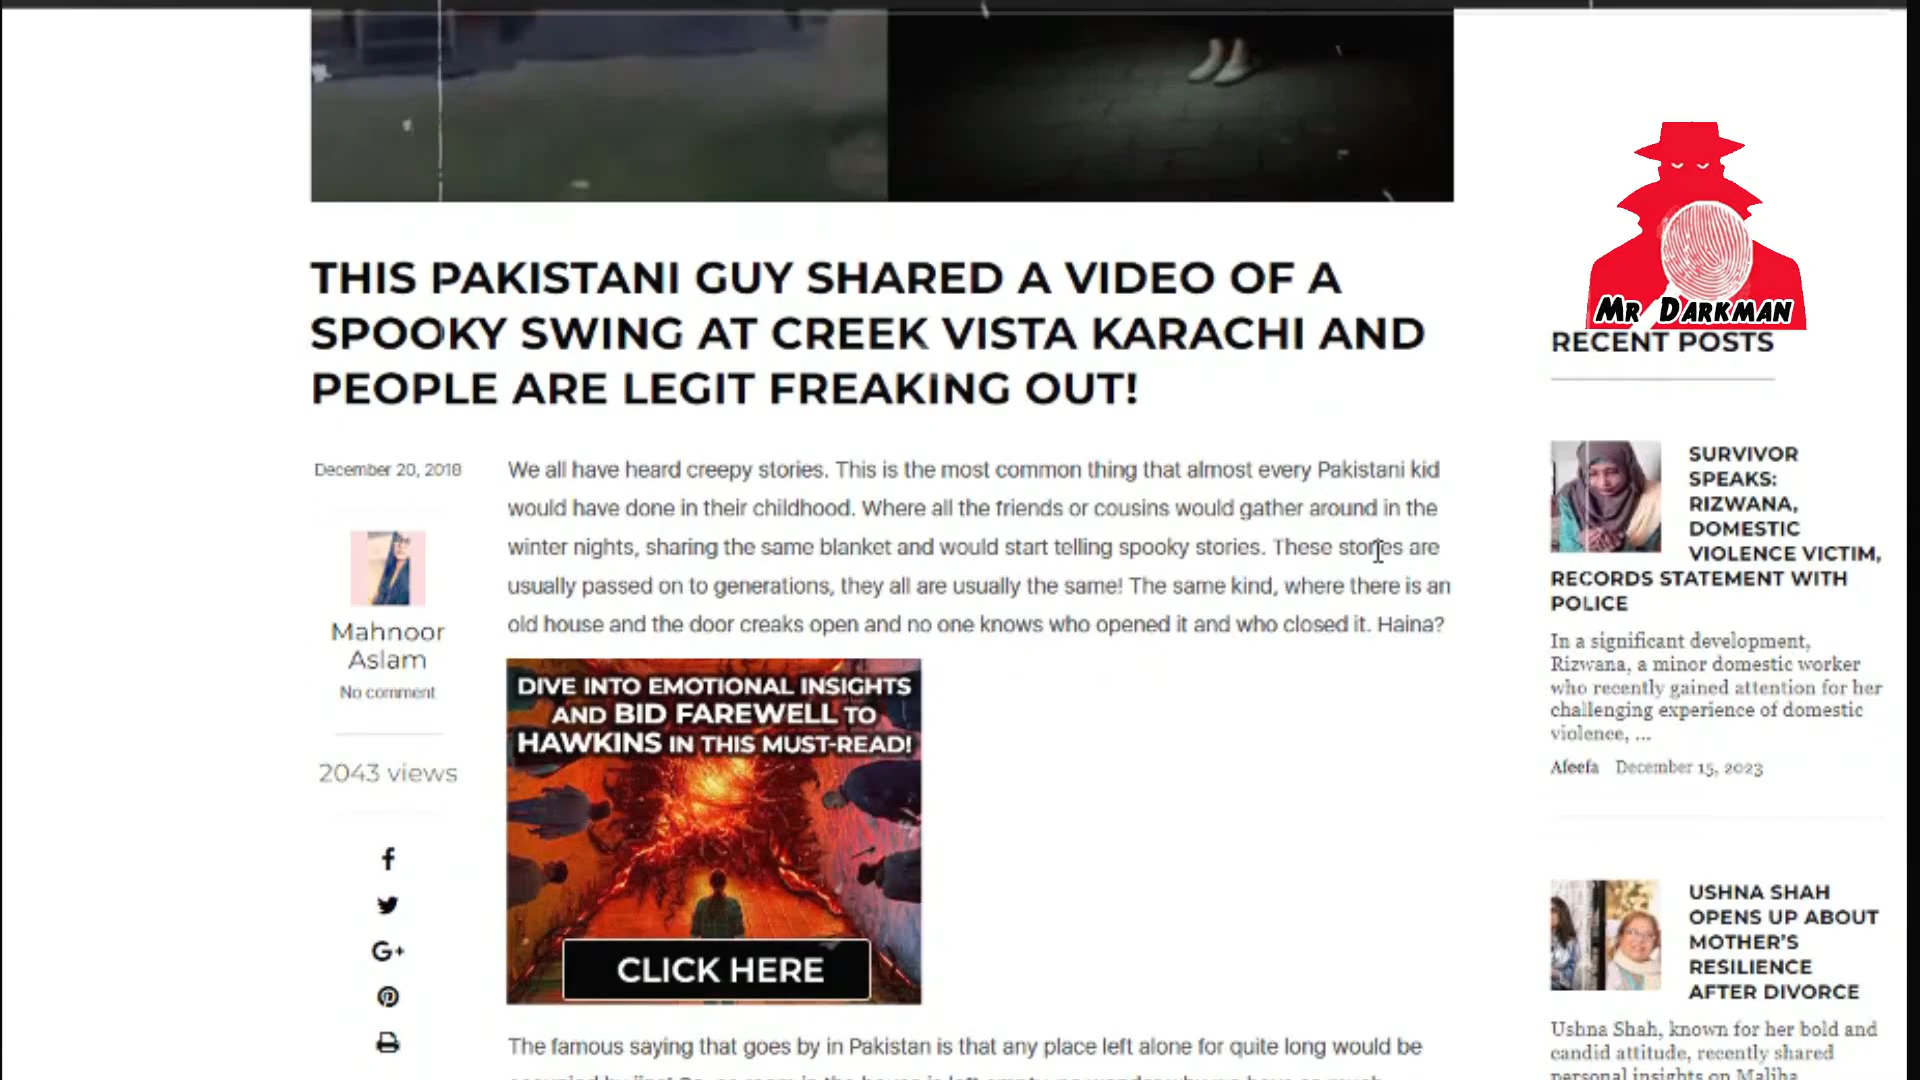 THIS PAKISTANI GUY SHARED A VIDEO OF A
SPOOKY SWING AT CREEK VISTA KARACHI AND
PEOPLE ARE LEGIT FREAKING OUT!
December 20, 2018
Mahnoor
Aslam
No comment
2043 views
We all have heard creepy stories. This is the most common thing that almost every Pakistani kid
would have done in their childhood. Where all the friends or cousins would gather around in the
winter nights, sharing the same blanket and would start telling spooky stories. These stories are
usually passed on to generations, they all are usually the same! The same kind, where there is an
old house and the door creaks open and no one knows who opened it and who closed it. Haina?
DIVE INTO EMOTIONAL INSIGHTS
AND BID FAREWELL TO
HAWKINS IN THIS MUST-READ!
CLICK HERE
The famous saying that goes by in Pakistan is that any place left alone for quite long would be
MR DARKMAN
RECENT POSTS
SURVIVOR
SPEAKS:
RIZWANA,
DOMESTIC
VIOLENCE VICTIM,
RECORDS STATEMENT WITH
POLICE
In a significant development,
Rizwana, a minor domestic worker
who recently gained attention for her
challenging experience of domestic
violence, ...
Afeefa December 15, 2023
USHNA SHAH
OPENS UP ABOUT
MOTHER'S
RESILIENCE
AFTER DIVORCE
Ushna Shah, known for her bold and
candid attitude, recently shared
personal insights on Maliha